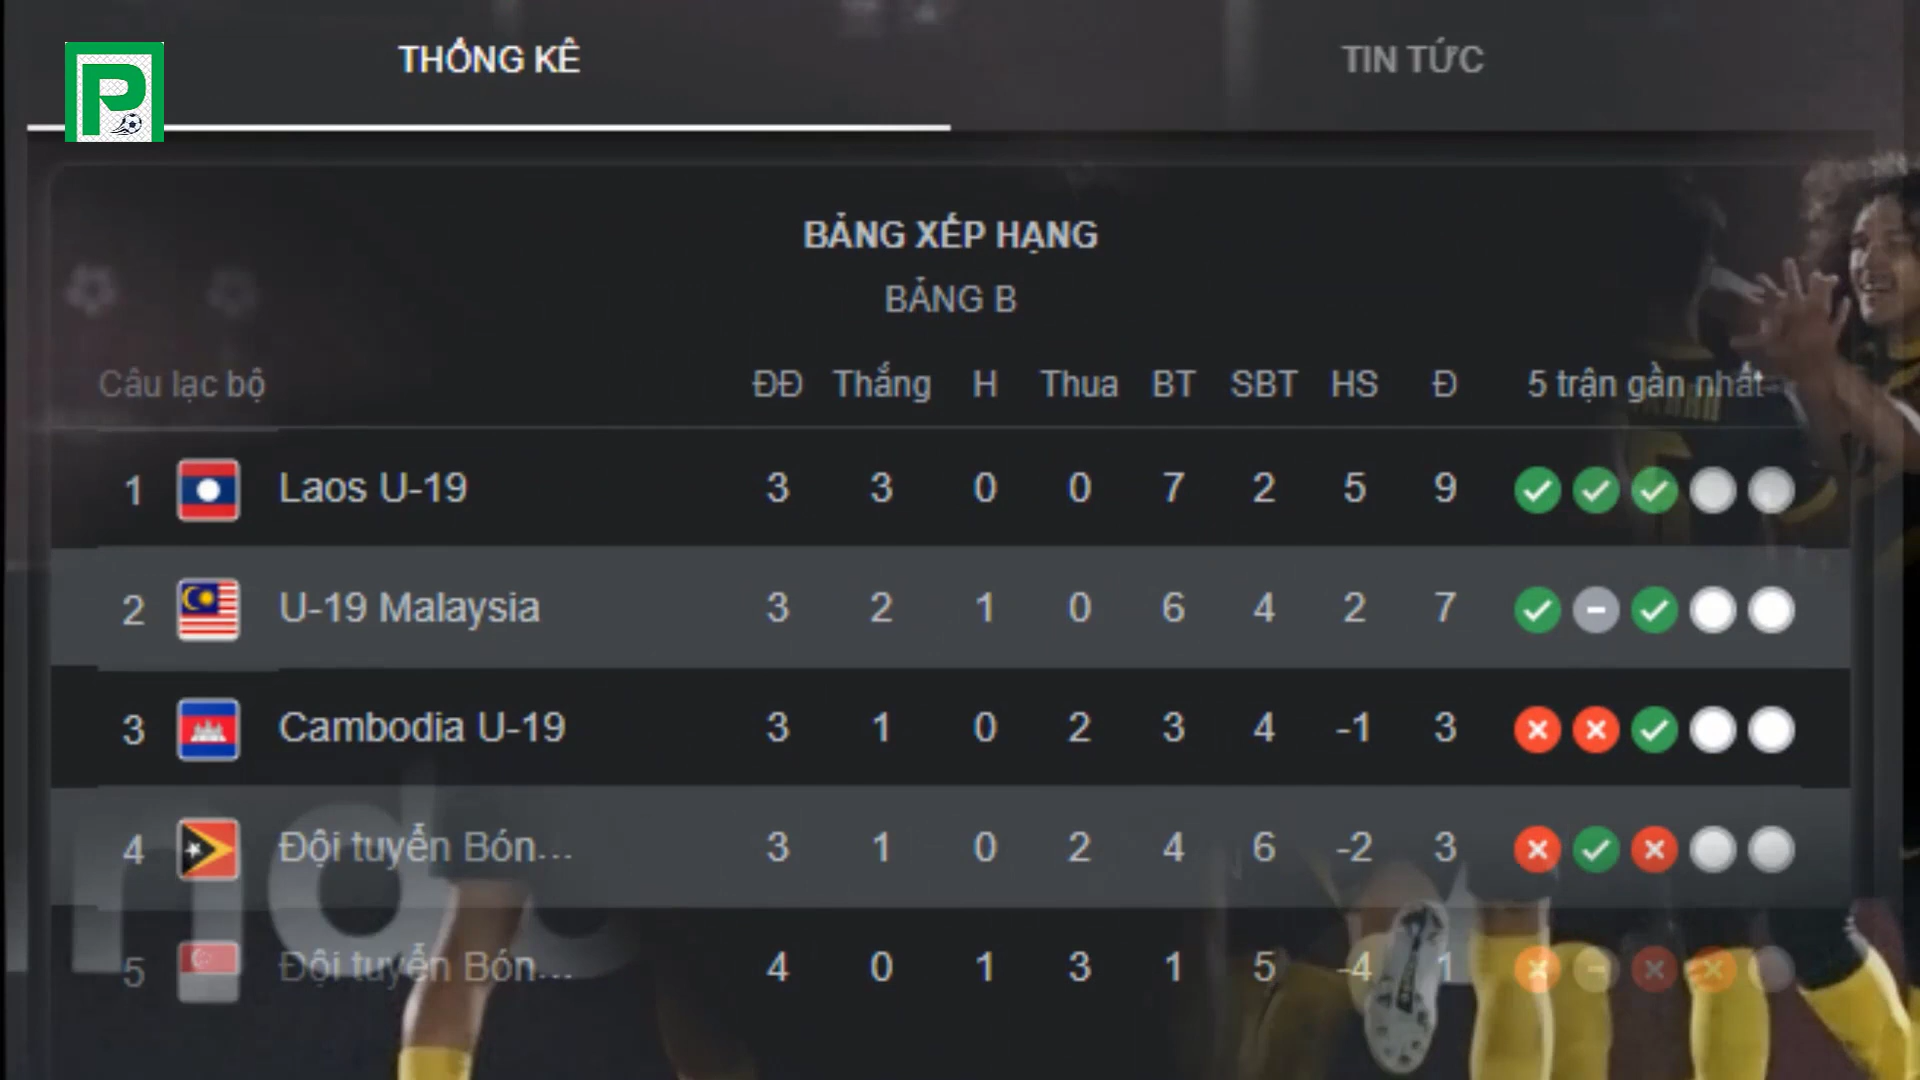 THỐNG KÊ TIN TỨC
P
BẢNG XẾP HẠNG
BẢNG B
Câu lạc bộ ĐĐ Thắng H Thua BT SBT HS Đ 5 trận gần nhất
1 Laos U-19 3 3 0 0 7 2 5 9
2 U-19 Malaysia 3 2 1 0 6 4 2 7
3 Cambodia U-19 3 1 0 2 3 4 -1 3
4 Đội tuyển Bón... 3 1 0 2 4 6 -2 3
5 Đội tuyển Bón... 4 0 1 3 1 5 -4 1